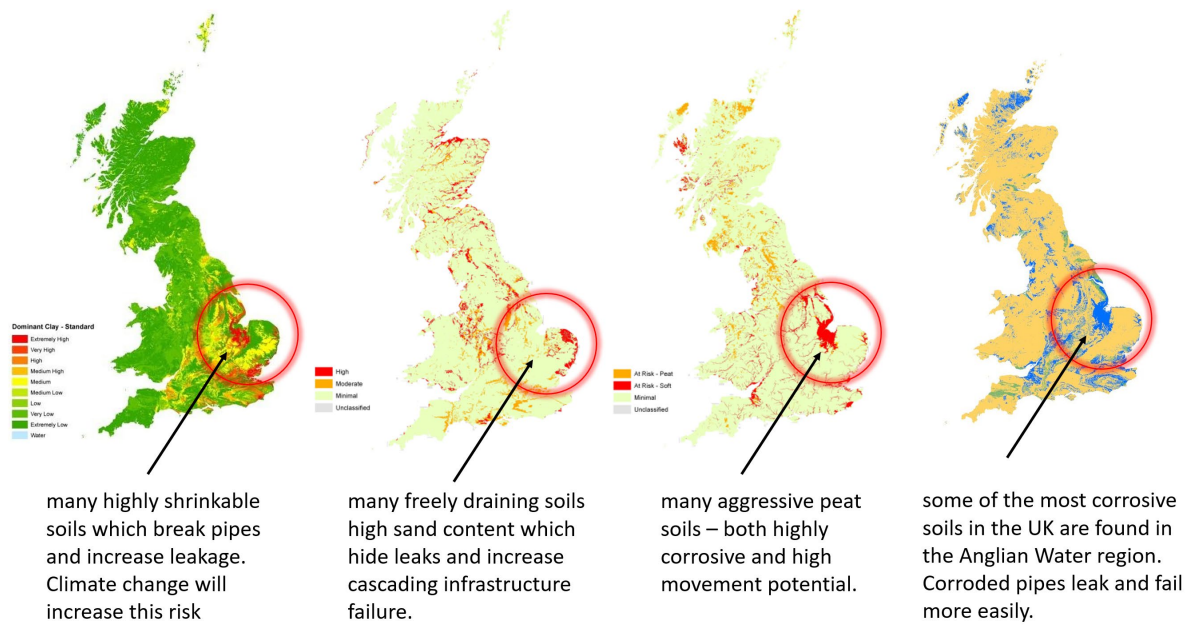 Dominant Clay - Standard
Extremely High
Very High
High
Medium High
Medium
Medium Low
Low
Very Low
Extremely Low
Water
High
Moderate
Minimal
Unclassified
At Risk - Peat
At Risk - Soft
Minimal
Unclassified
many highly shrinkable
soils which break pipes
and increase leakage.
Climate change will
increase this risk
many freely draining soils
high sand content which
hide leaks and increase
cascading infrastructure
failure.
many aggressive peat
soils – both highly
corrosive and high
movement potential.
some of the most corrosive
soils in the UK are found in
the Anglian Water region.
Corroded pipes leak and fail
more easily.